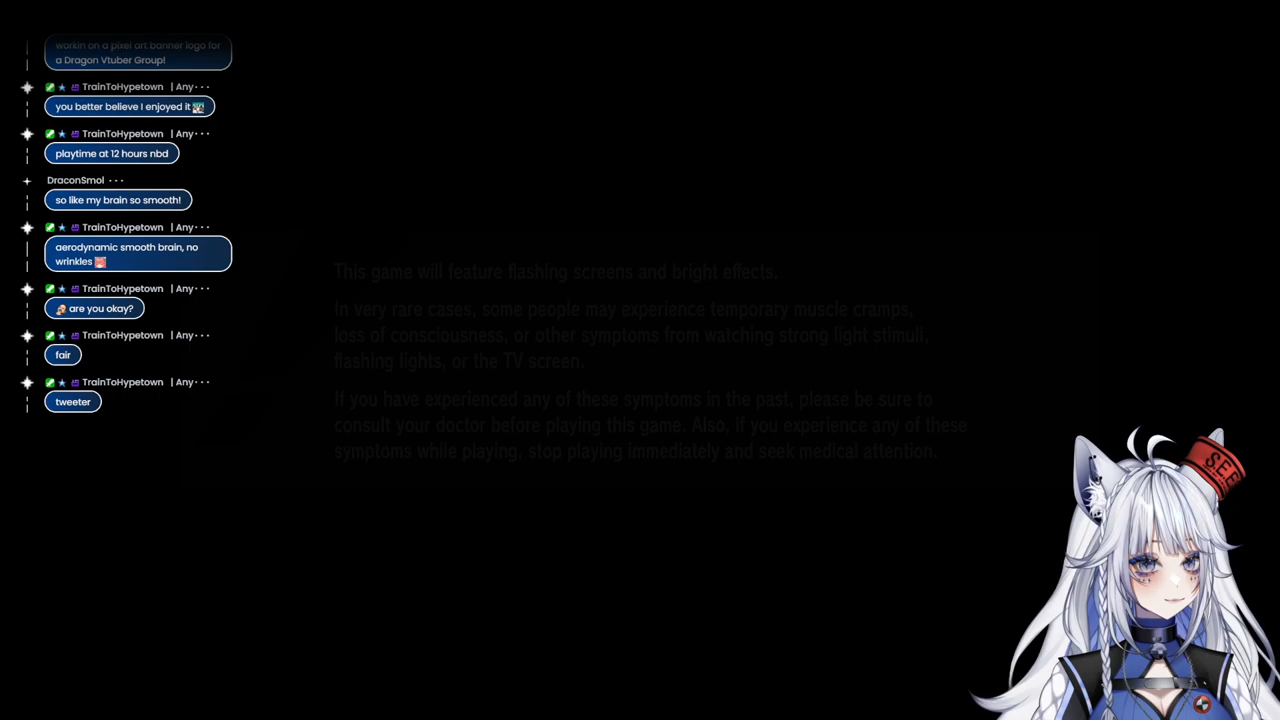 workin on a pixel art banner logo for
a Dragon Vtuber Group!
TrainToHypetown | Any···
you better believe I enjoyed it
TrainToHypetown | Any···
playtime at 12 hours nbd
DraconSmol ···
so like my brain so smooth!
TrainToHypetown | Any···
aerodynamic smooth brain, no
wrinkles
TrainToHypetown | Any···
are you okay?
TrainToHypetown | Any···
fair
TrainToHypetown | Any···
tweeter
This game will feature flashing screens and bright effects.
In very rare cases, some people may experience temporary muscle cramps,
loss of consciousness, or other symptoms from watching strong light stimuli,
flashing lights, or the TV screen.
If you have experienced any of these symptoms in the past, please be sure to
consult your doctor before playing this game. Also, if you experience any of these
symptoms while playing, stop playing immediately and seek medical attention.